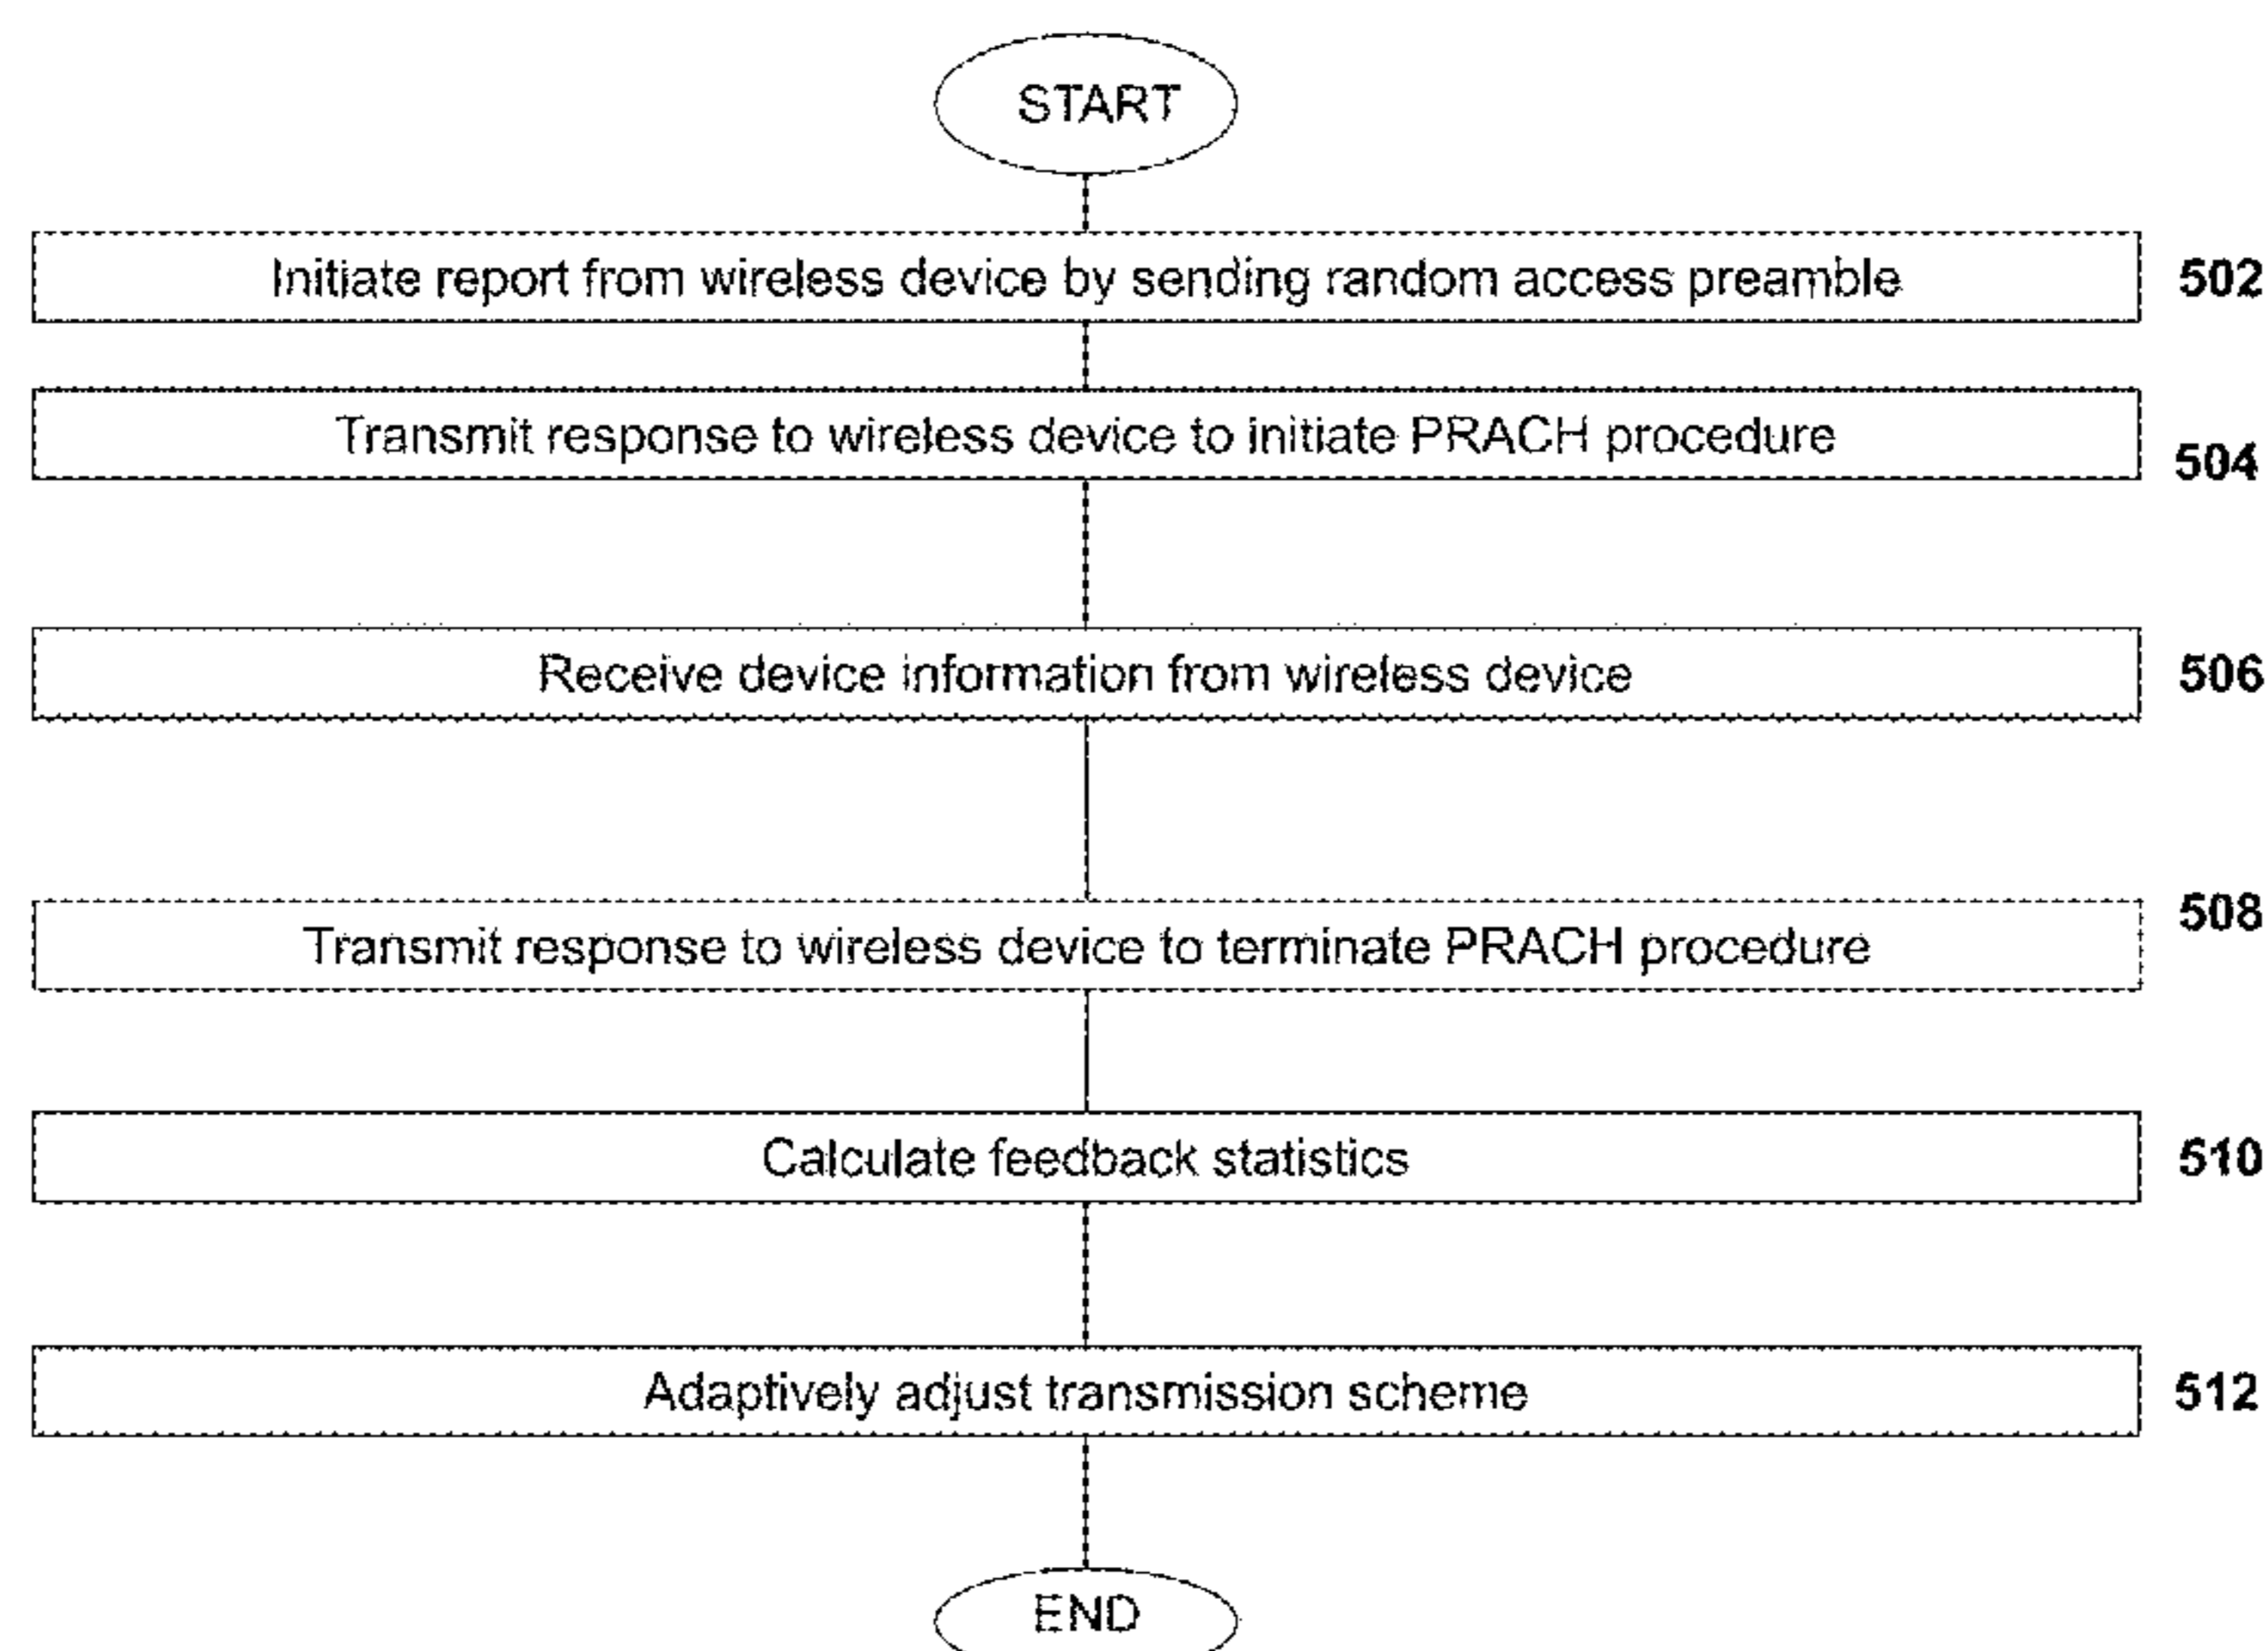 START
Initiate report from wireless device by sending random access preamble 502
Transmit response to wireless device to initiate PRACH procedure 504
Receive device information from wireless device 506
Transmit response to wireless device to terminate PRACH procedure 508
Calculate feedback statistics 510
Adaptively adjust transmission scheme 512
END